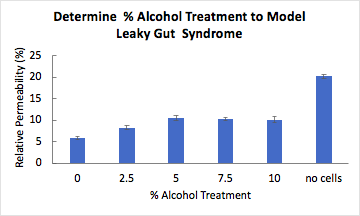 Determine % Alcohol Treatment to Model
Leaky Gut Syndrome
Relative Permeability (%)
25
20
15
10
5
0
0 2.5 5 7.5 10 no cells
% Alcohol Treatment